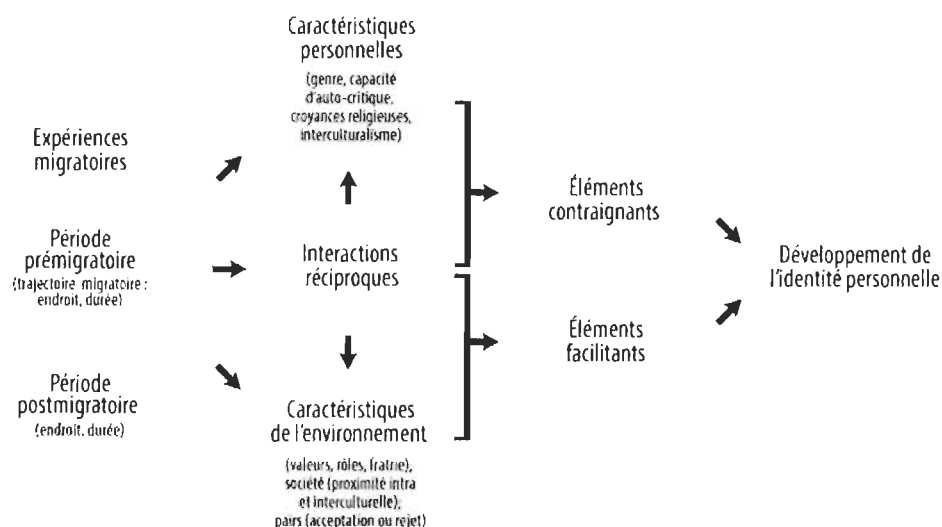 Caractéristiques
personnelles
(genre, capacité
d'auto-critique,
croyances religieuses,
interculturalisme)
Expériences
migratoires
Période
prémigratoire
(trajectoire migratoire :
endroit, durée)
Période
postmigratoire
(endroit, durée)
Interactions
réciproques
Caractéristiques
de l'environnement
(valeurs, rôles, fratrie),
société (proximité intra
et interculturelle),
pairs (acceptation ou rejet)
Éléments
contraignants
Éléments
facilitants
Développement de
l'identité personnelle